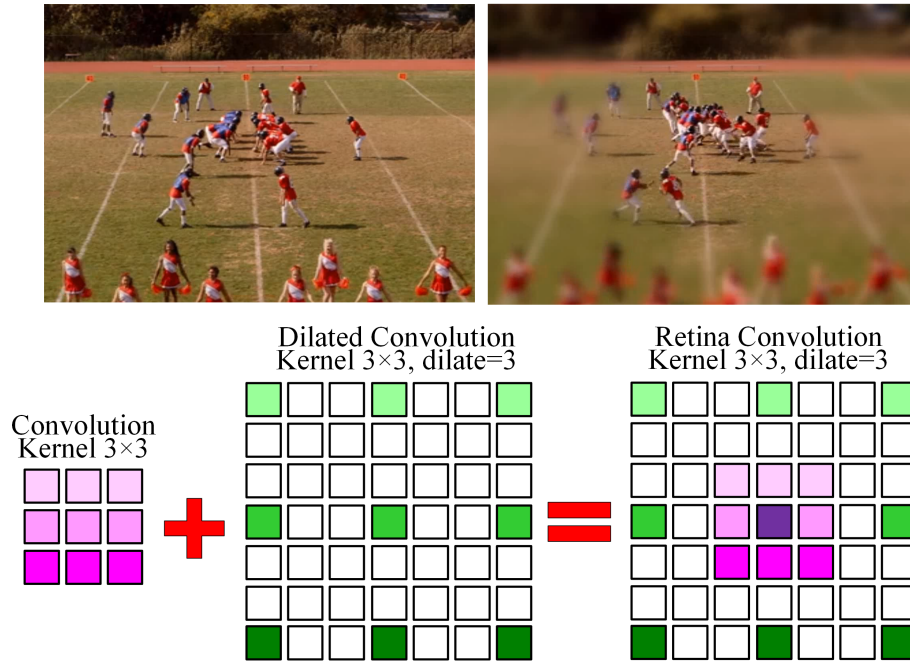 Dilated Convolution
Kernel 3×3, dilate=3
Retina Convolution
Kernel 3×3, dilate=3
Convolution
Kernel 3×3